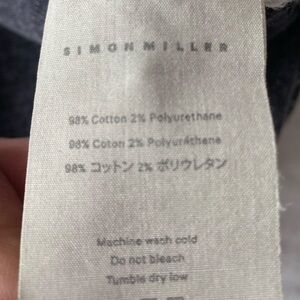 SIMON MILLER
98% Cotton 2% Polyurethane
98% Coton 2% Polyuréthane
98% コットン 2% ポリウレタン
Machine wash cold
Do not bleach
Tumble dry low